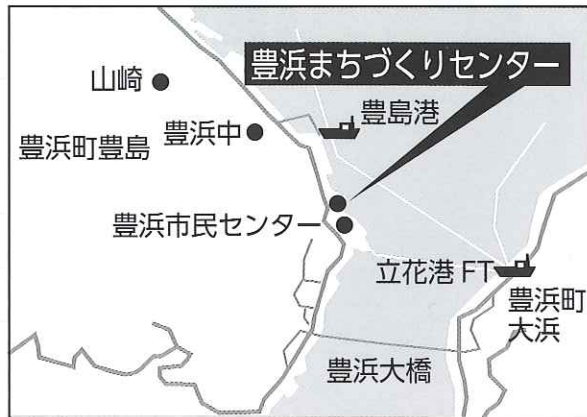 豊浜まちづくりセンター
山崎
豊島港
豊浜中
豊浜町豊島
豊浜市民センター
立花港 FT
豊浜町
大浜
豊浜大橋